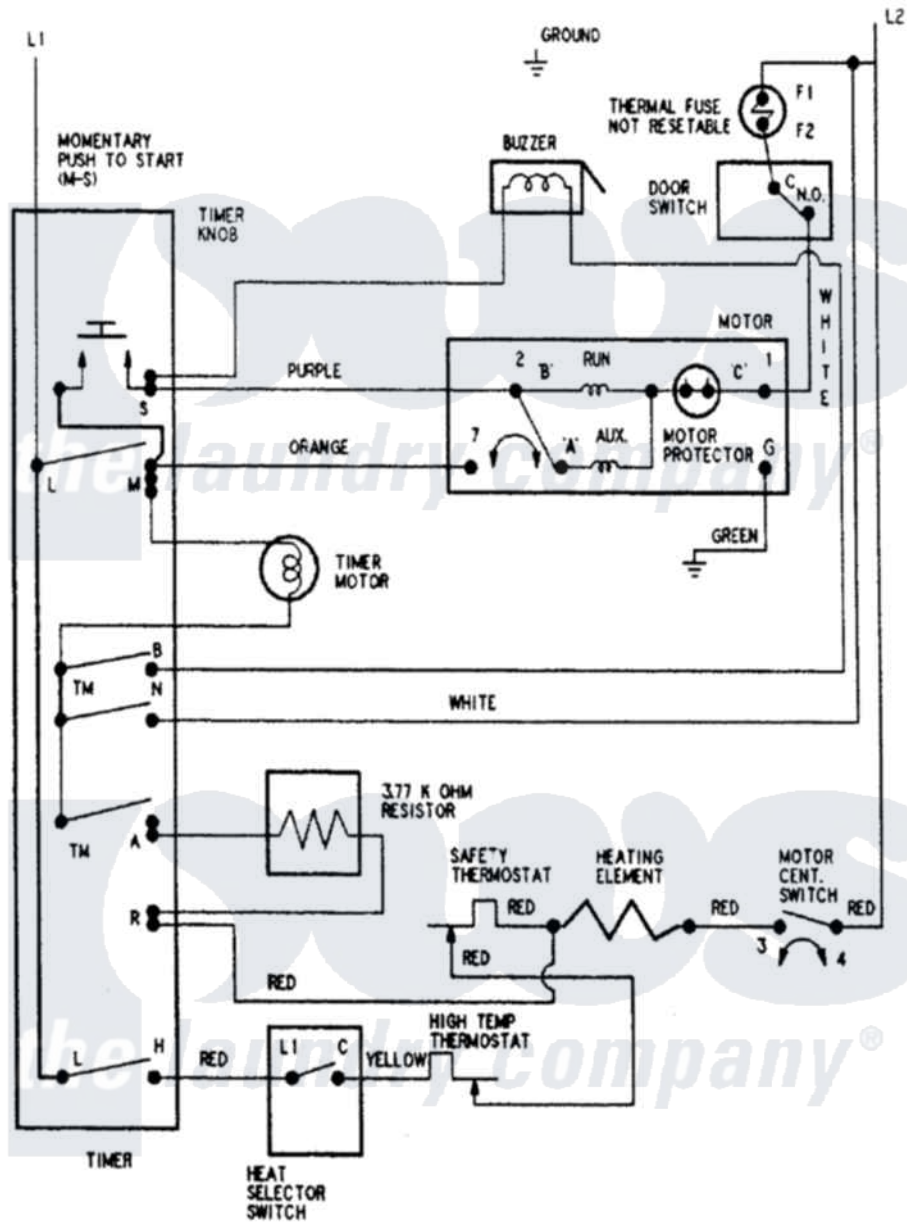 L1
L2
GROUND
THERMAL FUSE
NOT RESETABLE
F1
F2
MOMENTARY
PUSH TO START
(M-S)
BUZZER
DOOR
SWITCH
C
N.O.
TIMER
KNOB
WHITE
MOTOR
PURPLE
S
2
'B'
RUN
'C'
1
ORANGE
L
M
7
'A'
AUX.
MOTOR
PROTECTOR
G
the laundry company®
GREEN
TIMER
MOTOR
B
TM
N
WHITE
3.77 K OHM
RESISTOR
TM
A
SAFETY
THERMOSTAT
HEATING
ELEMENT
MOTOR
CENT.
SWITCH
R
RED
RED
RED
3
4
RED
RED
HIGH TEMP
THERMOSTAT
L
H
RED
L1
C
YELLOW
the laundry company®
TIMER
HEAT
SELECTOR
SWITCH